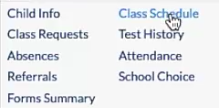 Child Info
Class Schedule
Class Requests
Test History
Absences
Attendance
Referrals
School Choice
Forms Summary